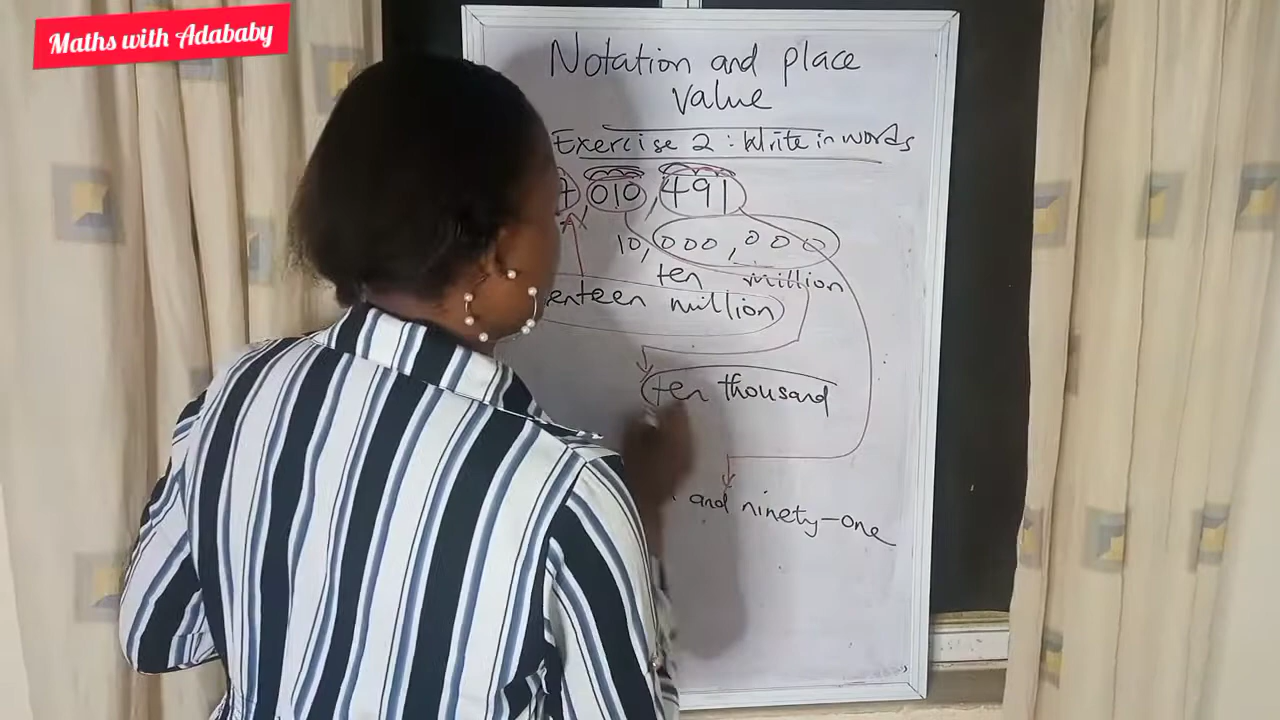 Maths with Adababy
Notation and place
value
Exercise 2 : Write in words
010, 491
10,000,000
ten million
enteen million
ten thousand
and ninety-one